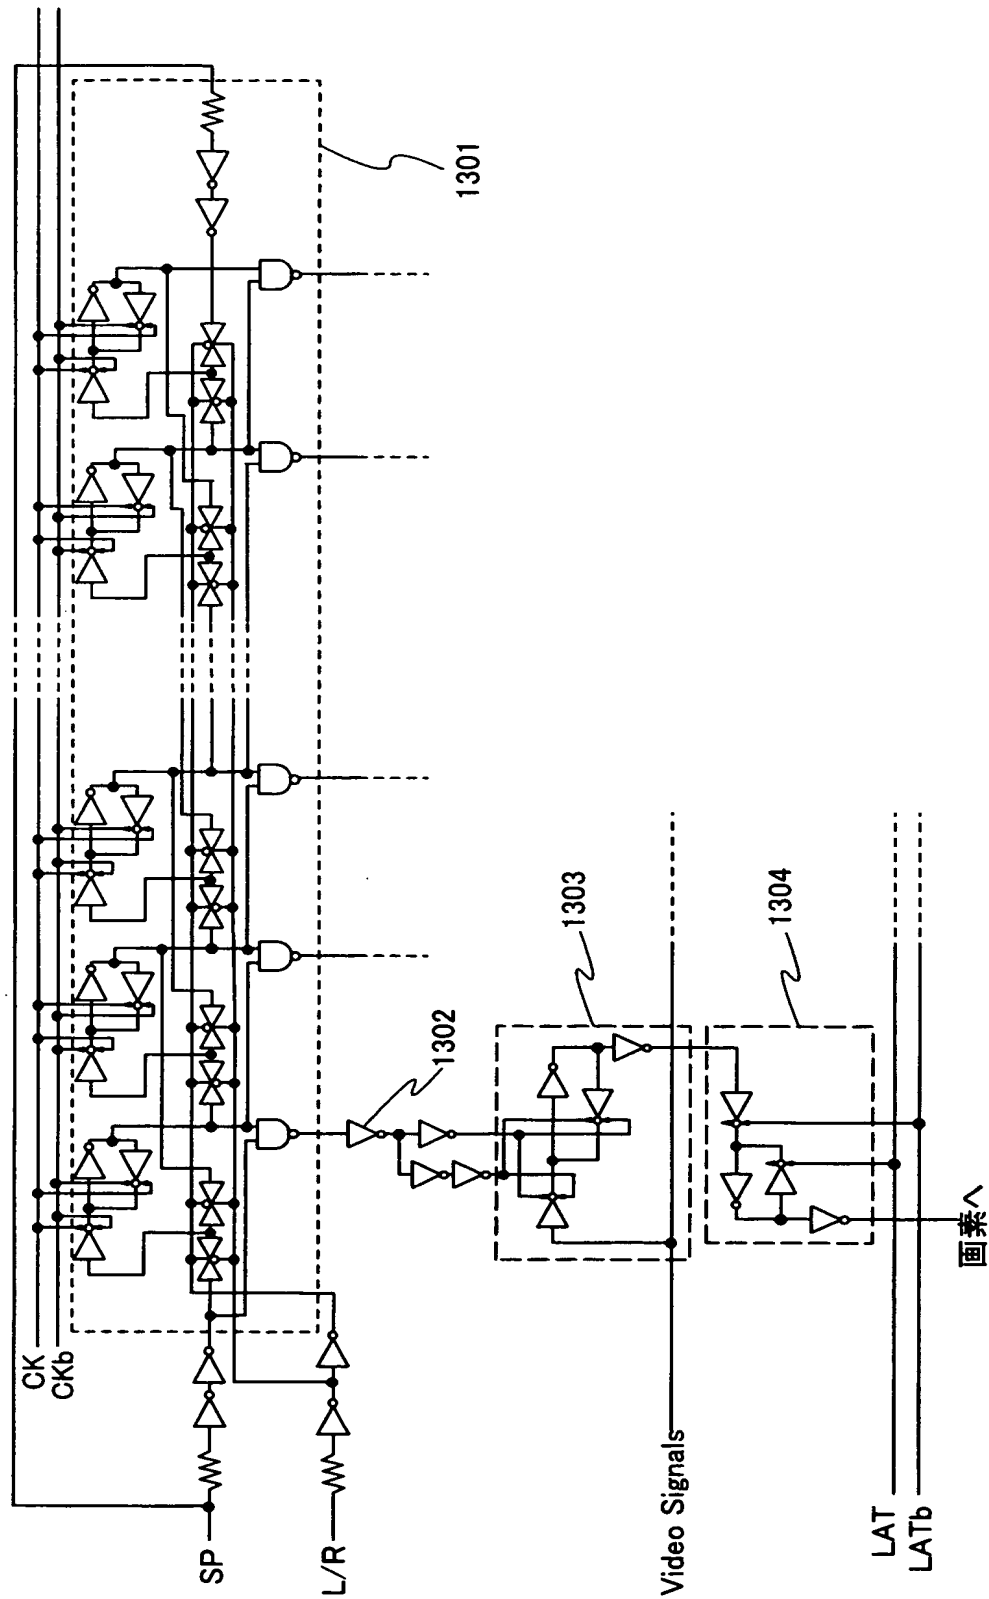 CK
CKb
SP
L/R
Video Signals
LAT
LATb
1301
1302
1303
1304
画素へ